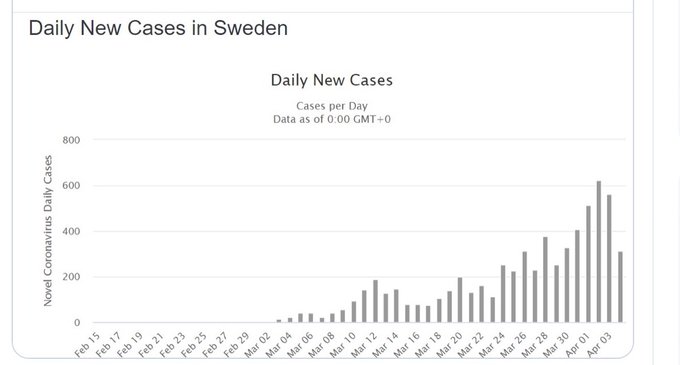 Daily New Cases in Sweden
Daily New Cases
Cases per Day
Data as of 0:00 GMT+0
Novel Coronavirus Daily Cases
800
600
400
200
0
Feb 15
Feb 17
Feb 19
Feb 21
Feb 23
Feb 25
Feb 27
Feb 29
Mar 02
Mar 04
Mar 06
Mar 08
Mar 10
Mar 12
Mar 14
Mar 16
Mar 18
Mar 20
Mar 22
Mar 24
Mar 26
Mar 28
Mar 30
Apr 01
Apr 03